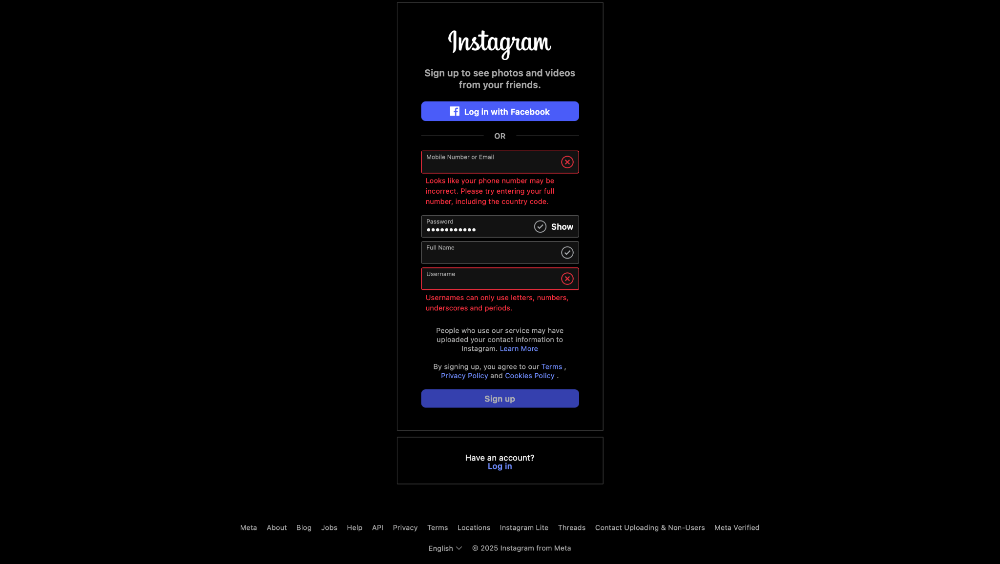 Instagram
Sign up to see photos and videos
from your friends.
Log in with Facebook
OR
Mobile Number or Email
Looks like your phone number may be
incorrect. Please try entering your full
number, including the country code.
Password
●●●●●●●●●●●
Show
Full Name
Username
Usernames can only use letters, numbers,
underscores and periods.
People who use our service may have
uploaded your contact information to
Instagram. Learn More
By signing up, you agree to our Terms ,
Privacy Policy and Cookies Policy .
Sign up
Have an account?
Log in
Meta About Blog Jobs Help API Privacy Terms Locations Instagram Lite Threads Contact Uploading & Non-Users Meta Verified
English © 2025 Instagram from Meta